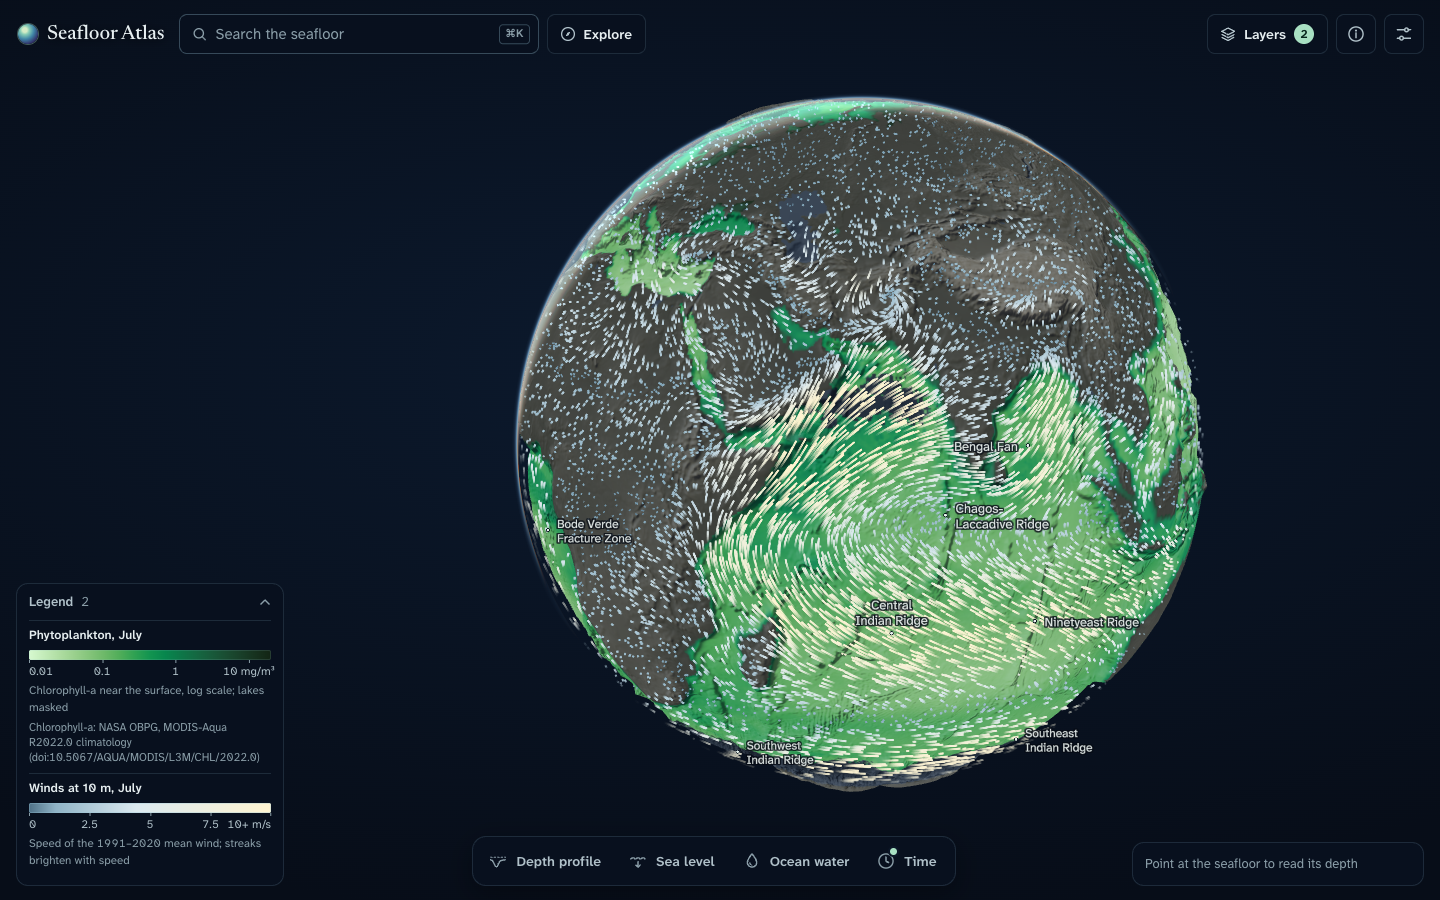 Seafloor Atlas
Search the seafloor
⌘K
Explore
Layers 2
Bengal Fan
Chagos-
Laccadive Ridge
Bode Verde
Fracture Zone
Central
Indian Ridge
Ninetyeast Ridge
Southwest
Indian Ridge
Southeast
Indian Ridge
Legend 2
Phytoplankton, July
0.01 0.1 1 10 mg/m³
Chlorophyll-a near the surface, log scale; lakes
masked
Chlorophyll-a: NASA OBPG, MODIS-Aqua
R2022.0 climatology
(doi:10.5067/AQUA/MODIS/L3M/CHL/2022.0)
Winds at 10 m, July
0 2.5 5 7.5 10+ m/s
Speed of the 1991–2020 mean wind; streaks
brighten with speed
Depth profile
Sea level
Ocean water
Time
Point at the seafloor to read its depth